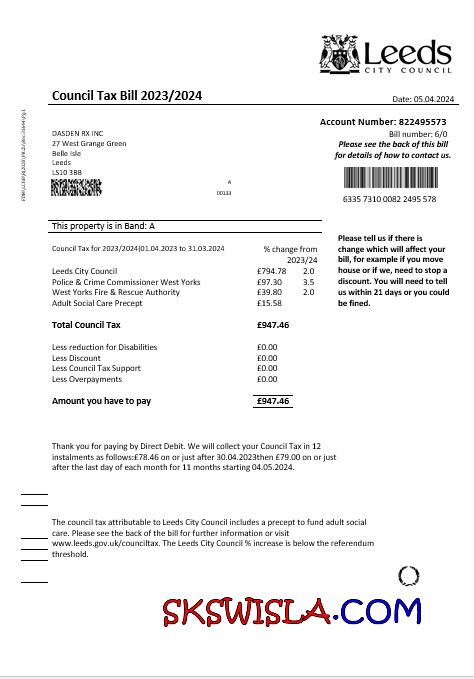 Leeds
CITY COUNCIL
Council Tax Bill 2023/2024
Date: 05.04.2024
Account Number: 822495573
Bill number: 6/0
Please see the back of this bill
for details of how to contact us.
DASDEN RX INC
27 West Grange Green
Belle Isle
Leeds
LS10 3BB
A
00133
6335 7310 0082 2495 578
This property is in Band: A
Council Tax for 2023/2024(01.04.2023 to 31.03.2024
% change from
2023/24
Leeds City Council £794.78 2.0
Police & Crime Commissioner West Yorks £97.30 3.5
West Yorks Fire & Rescue Authority £39.80 2.0
Adult Social Care Precept £15.58
Total Council Tax £947.46
Less reduction for Disabilities £0.00
Less Discount £0.00
Less Council Tax Support £0.00
Less Overpayments £0.00
Amount you have to pay £947.46
Please tell us if there is
change which will affect your
bill, for example if you move
house or if we, need to stop a
discount. You will need to tell
us within 21 days or you could
be fined.
Thank you for paying by Direct Debit. We will collect your Council Tax in 12
instalments as follows:£78.46 on or just after 30.04.2023then £79.00 on or just
after the last day of each month for 11 months starting 04.05.2024.
The council tax attributable to Leeds City Council includes a precept to fund adult social
care. Please see the back of the bill for further information or visit
www.leeds.gov.uk/counciltax. The Leeds City Council % increase is below the referendum
threshold.
SKSWISLA.COM